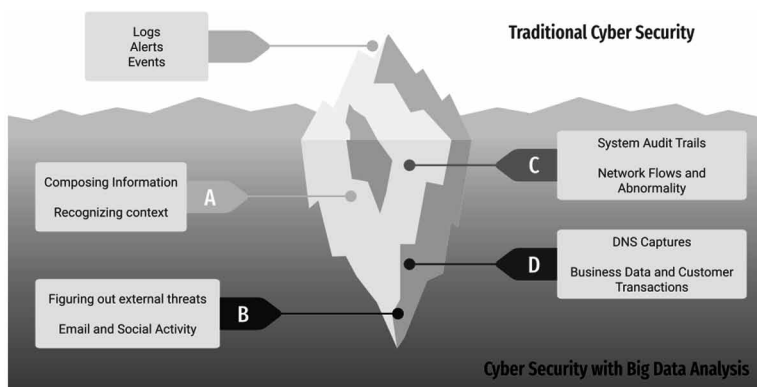 Logs
Alerts
Events
Traditional Cyber Security
Composing Information
Recognizing context
A
C
System Audit Trails
Network Flows and
Abnormality
D
DNS Captures
Business Data and Customer
Transactions
Figuring out external threats
Email and Social Activity
B
Cyber Security with Big Data Analysis